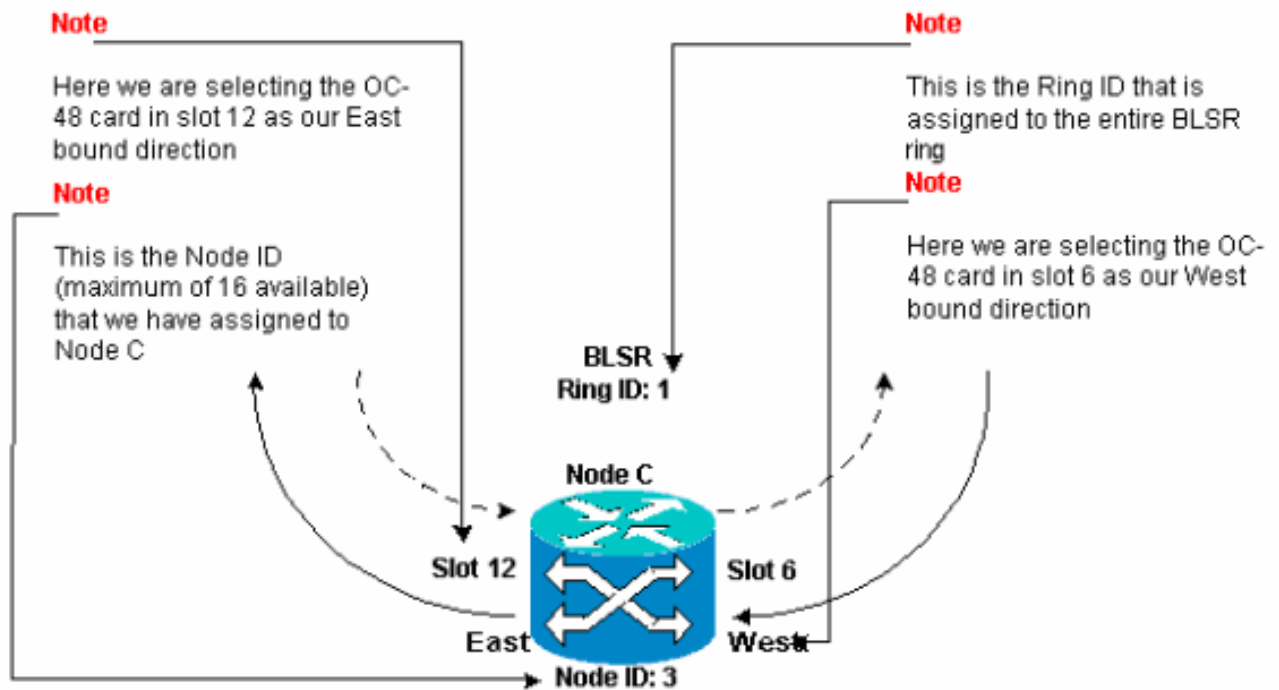 Note
Here we are selecting the OC-
48 card in slot 12 as our East
bound direction
Note
This is the Node ID
(maximum of 16 available)
that we have assigned to
Node C
Note
This is the Ring ID that is
assigned to the entire BLSR
ring
Note
Here we are selecting the OC-
48 card in slot 6 as our West
bound direction
BLSR
Ring ID: 1
Node C
Slot 12
Slot 6
East
West
Node ID: 3